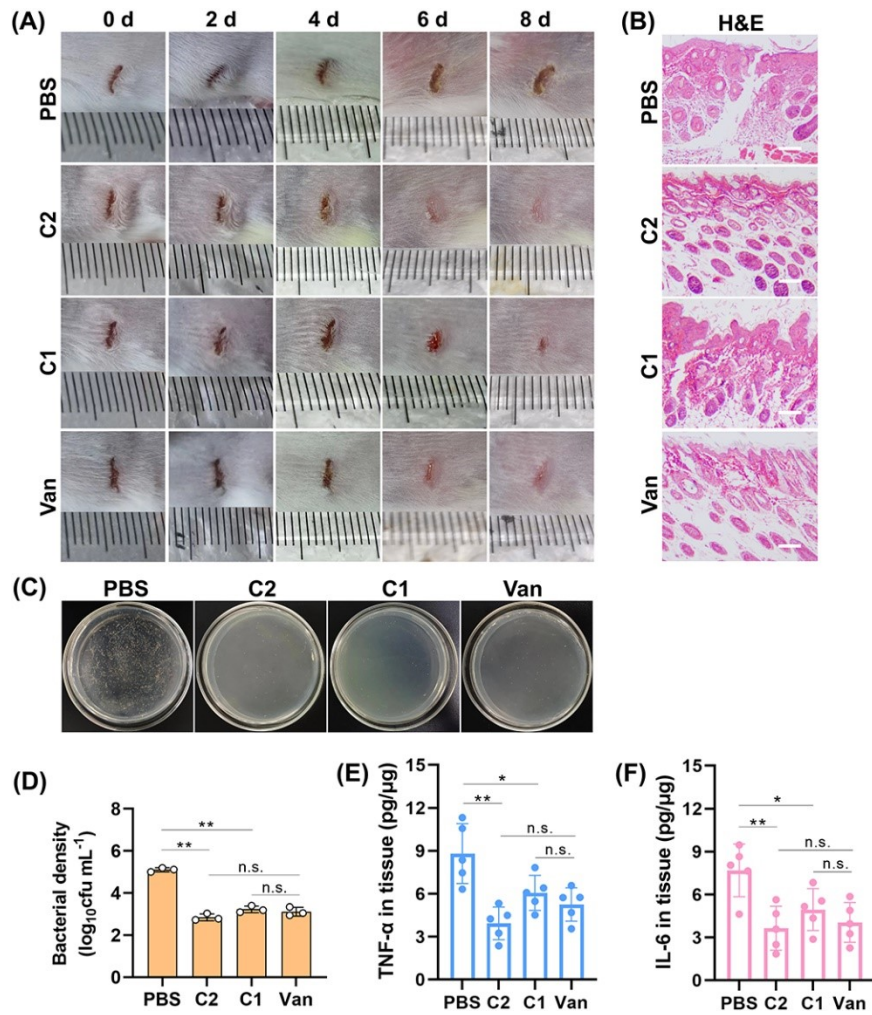 (A)
0 d 2 d 4 d 6 d 8 d
PBS
C2
C1
Van
(B)
H&E
PBS
C2
C1
Van
(C)
PBS C2 C1 Van
(D)
Bacterial density
(log₁₀cfu mL⁻¹)
8
6
4
2
0
**
**
n.s.
n.s.
PBS C2 C1 Van
(E)
TNF-α in tissue (pg/μg)
15
12
9
6
3
0
*
**
n.s.
n.s.
PBS C2 C1 Van
(F)
IL-6 in tissue (pg/μg)
15
12
9
6
3
0
*
**
n.s.
n.s.
PBS C2 C1 Van